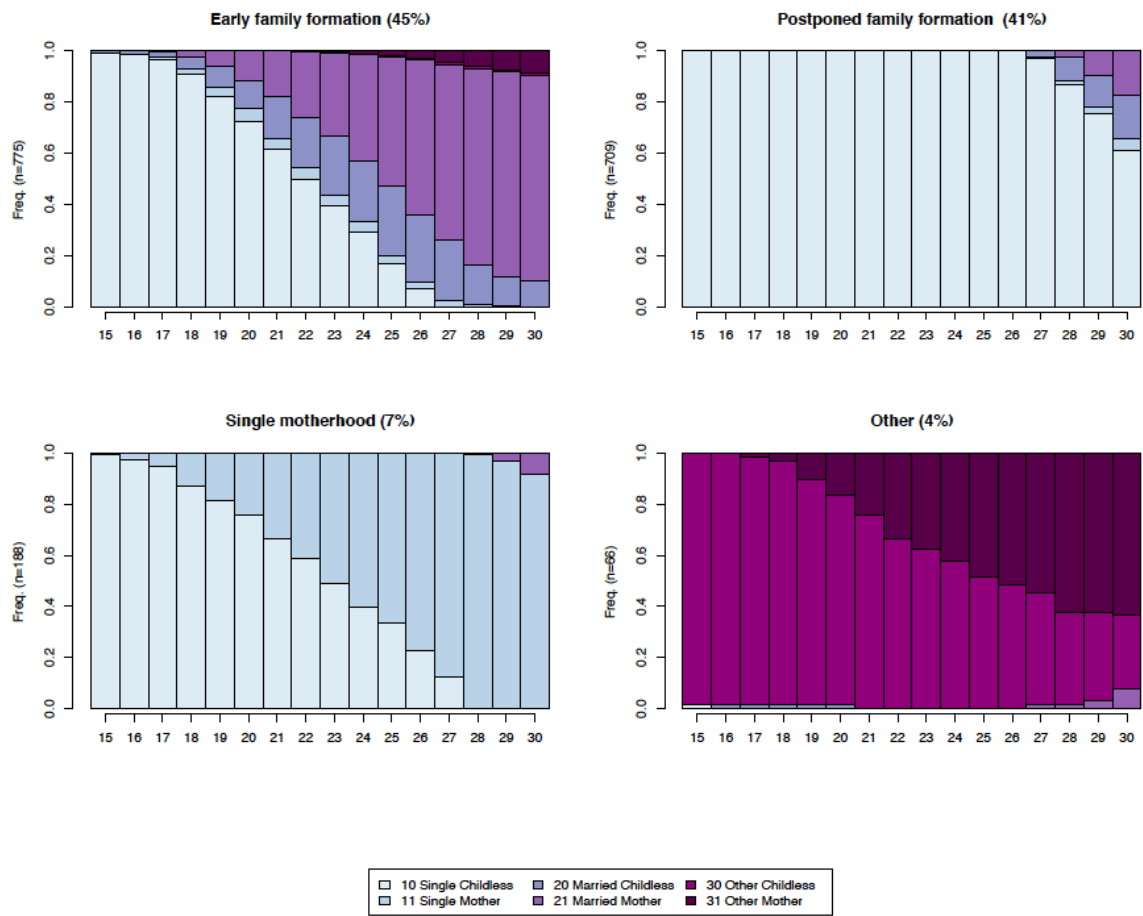 Early family formation (45%)
Freq. (n=775)
0.0 0.2 0.4 0.6 0.8 1.0
15 16 17 18 19 20 21 22 23 24 25 26 27 28 29 30
Postponed family formation (41%)
Freq. (n=709)
0.0 0.2 0.4 0.6 0.8 1.0
15 16 17 18 19 20 21 22 23 24 25 26 27 28 29 30
Single motherhood (7%)
Freq. (n=188)
0.0 0.2 0.4 0.6 0.8 1.0
15 16 17 18 19 20 21 22 23 24 25 26 27 28 29 30
Other (4%)
Freq. (n=66)
0.0 0.2 0.4 0.6 0.8 1.0
15 16 17 18 19 20 21 22 23 24 25 26 27 28 29 30
10 Single Childless 20 Married Childless 30 Other Childless
11 Single Mother 21 Married Mother 31 Other Mother